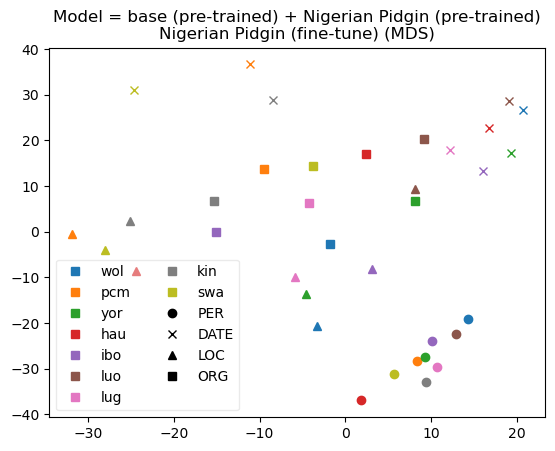 Model = base (pre-trained) + Nigerian Pidgin (pre-trained)
Nigerian Pidgin (fine-tune) (MDS)
40
30
20
10
0
−10
−20
−30
−40
wol
pcm
yor
hau
ibo
luo
lug
kin
swa
PER
DATE
LOC
ORG
−30
−20
−10
0
10
20